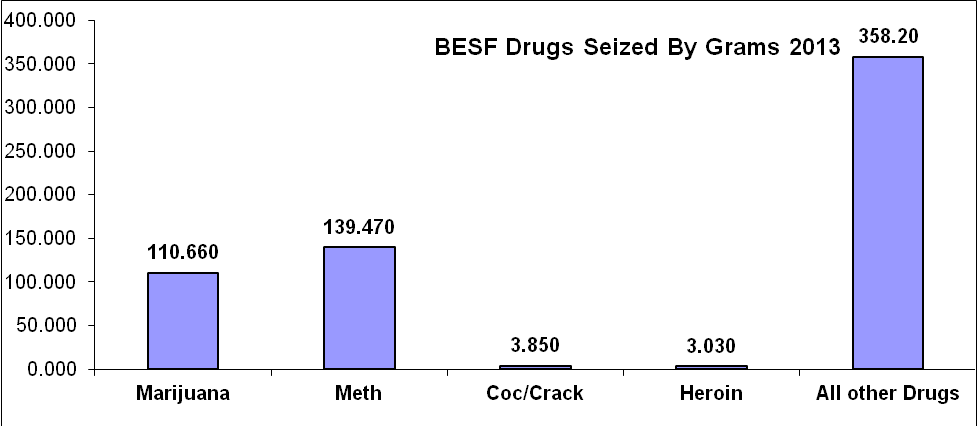 BESF Drugs Seized By Grams 2013
400.000
350.000
300.000
250.000
200.000
150.000
100.000
50.000
0.000
110.660
139.470
3.850
3.030
358.20
Marijuana
Meth
Coc/Crack
Heroin
All other Drugs